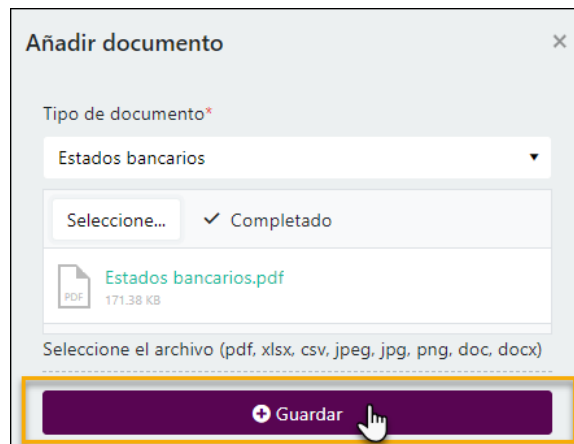 Añadir documento
Tipo de documento*
Estados bancarios
Seleccione... Completado
Estados bancarios.pdf
PDF
171.38 KB
Seleccione el archivo (pdf, xlsx, csv, jpeg, jpg, png, doc, docx)
Guardar